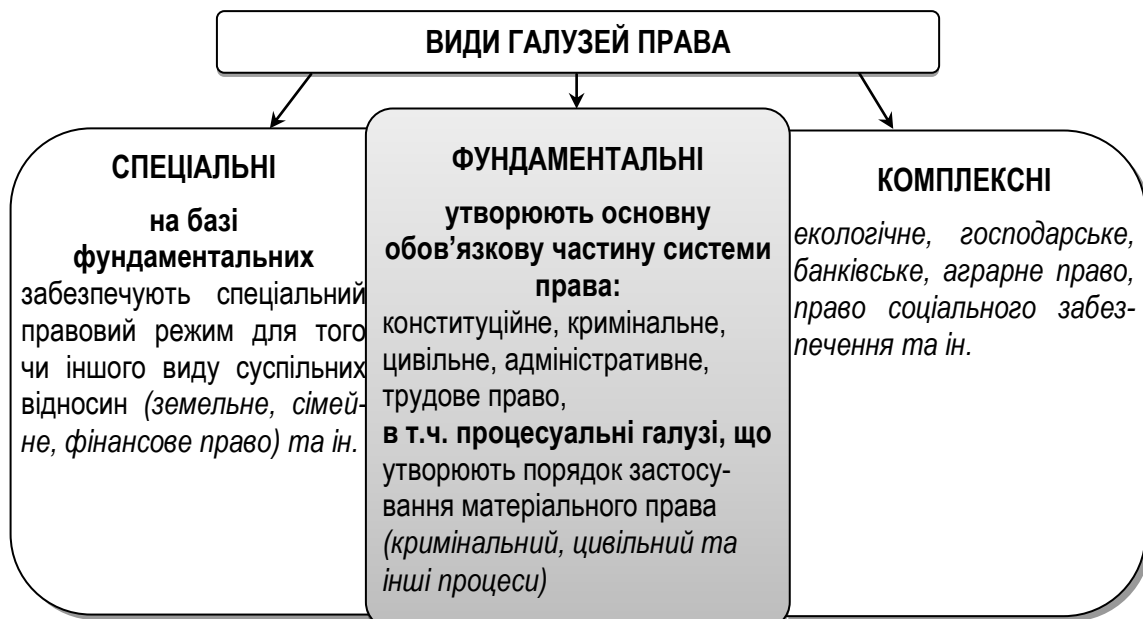 ВИДИ ГАЛУЗЕЙ ПРАВА
СПЕЦІАЛЬНІ
на базі
фундаментальних
забезпечують спеціальний
правовий режим для того
чи іншого виду суспільних
відносин (земельне, сімей-
не, фінансове право) та ін.
ФУНДАМЕНТАЛЬНІ
утворюють основну
обов’язкову частину системи
права:
конституційне, кримінальне,
цивільне, адміністративне,
трудове право,
в т.ч. процесуальні галузі, що
утворюють порядок застосу-
вання матеріального права
(кримінальний, цивільний та
інші процеси)
КОМПЛЕКСНІ
екологічне, господарське,
банківське, аграрне право,
право соціального забез-
печення та ін.